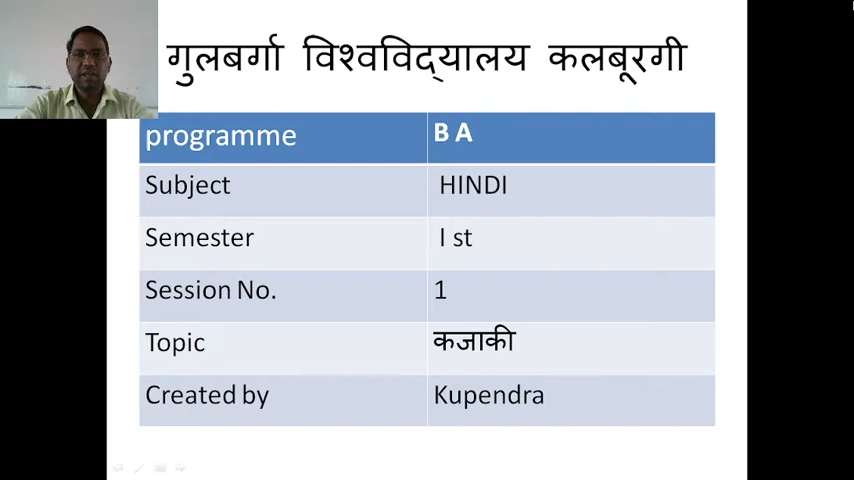 गुलबर्गा विश्वविद्यालय कलबूरगी
programme B A
Subject HINDI
Semester I st
Session No. 1
Topic कजाकी
Created by Kupendra